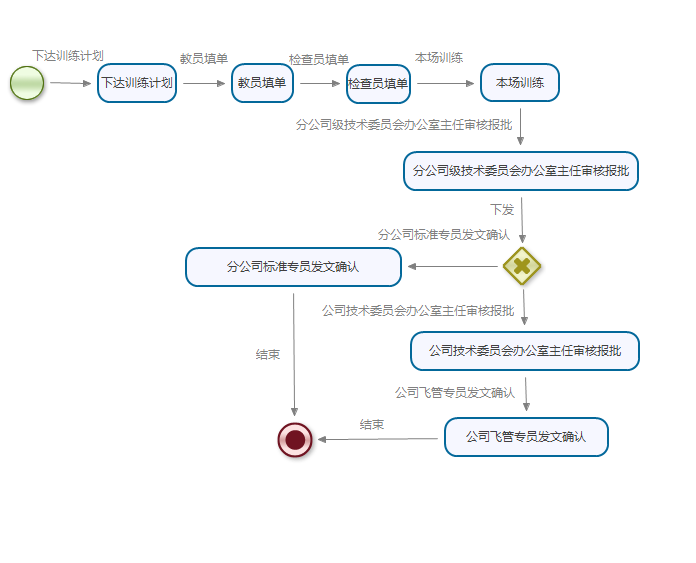 下达训练计划
教员填单
检查员填单
本场训练
下达训练计划
教员填单
检查员填单
本场训练
分公司级技术委员会办公室主任审核报批
分公司级技术委员会办公室主任审核报批
下发
分公司标准专员发文确认
分公司标准专员发文确认
公司技术委员会办公室主任审核报批
公司技术委员会办公室主任审核报批
结束
公司飞管专员发文确认
结束
公司飞管专员发文确认